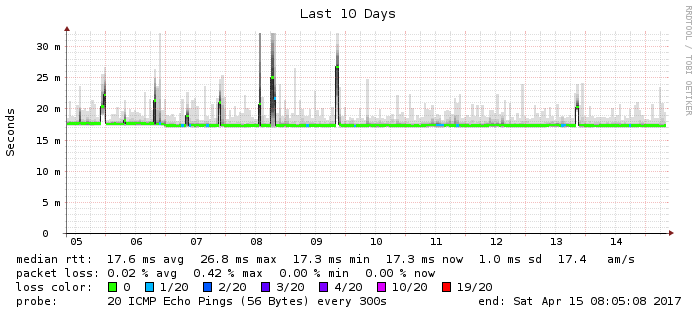 Last 10 Days
RRDTOOL / TOBI OETIKER
Seconds
30 m
25 m
20 m
15 m
10 m
5 m
0
05 06 07 08 09 10 11 12 13 14
median rtt: 17.6 ms avg 26.8 ms max 17.3 ms min 17.3 ms now 1.0 ms sd 17.4 am/s
packet loss: 0.02 % avg 0.42 % max 0.00 % min 0.00 % now
loss color: 0 1/20 2/20 3/20 4/20 10/20 19/20
probe: 20 ICMP Echo Pings (56 Bytes) every 300s end: Sat Apr 15 08:05:08 2017